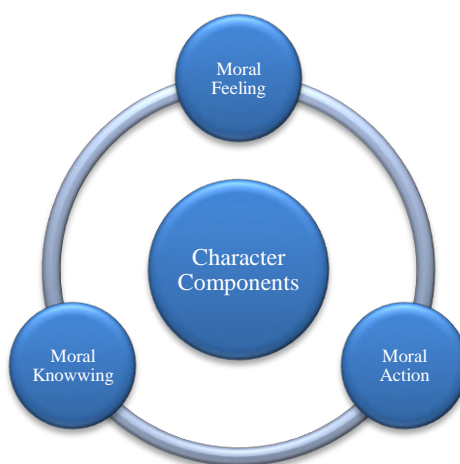 Moral
Feeling
Character
Components
Moral
Knowwing
Moral
Action